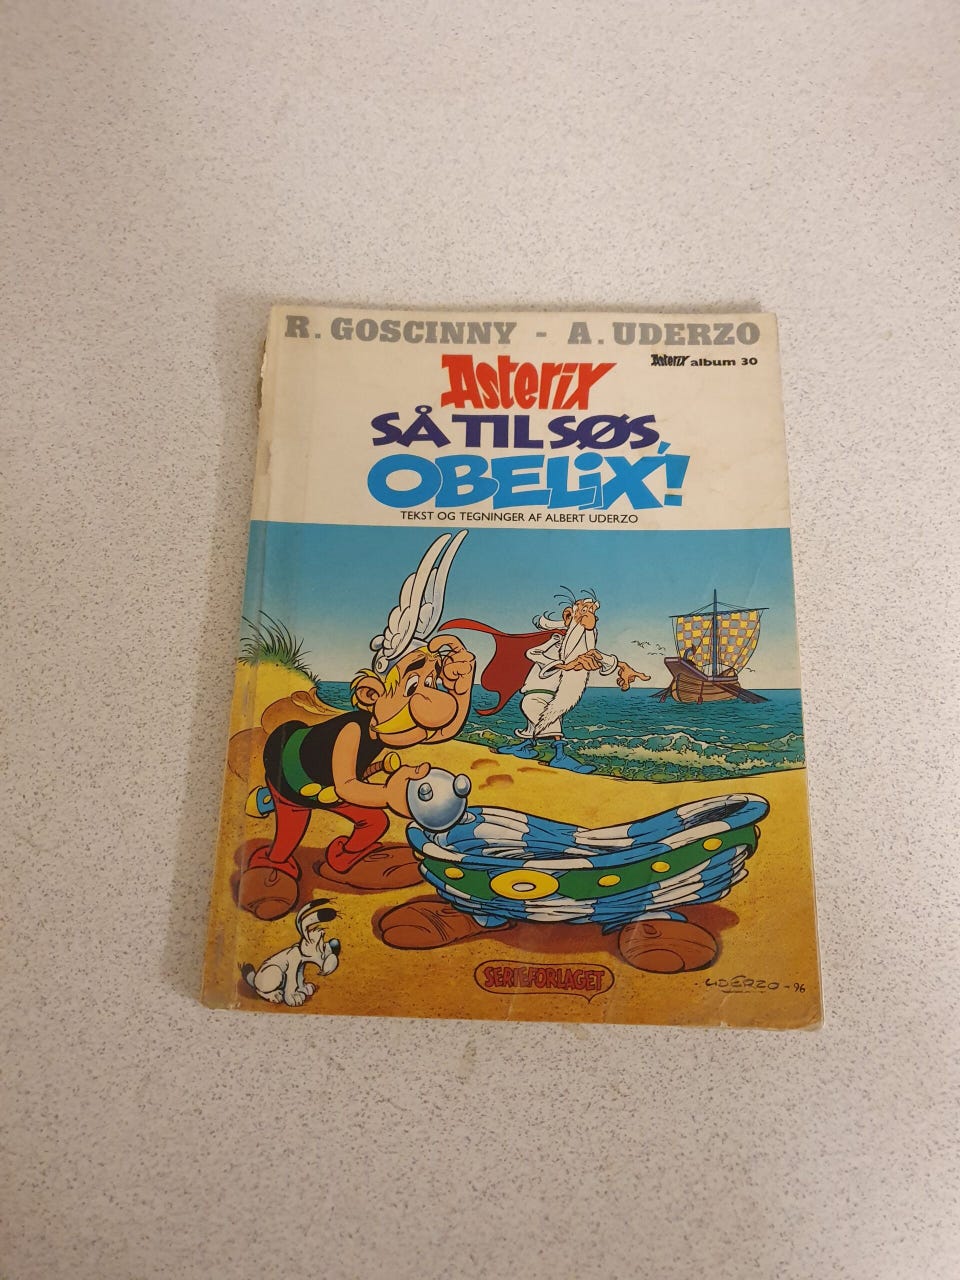 R. GOSCINNY - A. UDERZO
Asterix album 30
Asterix
SÅ TIL SØS,
OBELiX!
TEKST OG TEGNINGER AF ALBERT UDERZO
SERIEFORLAGET
- UDERZO - 96